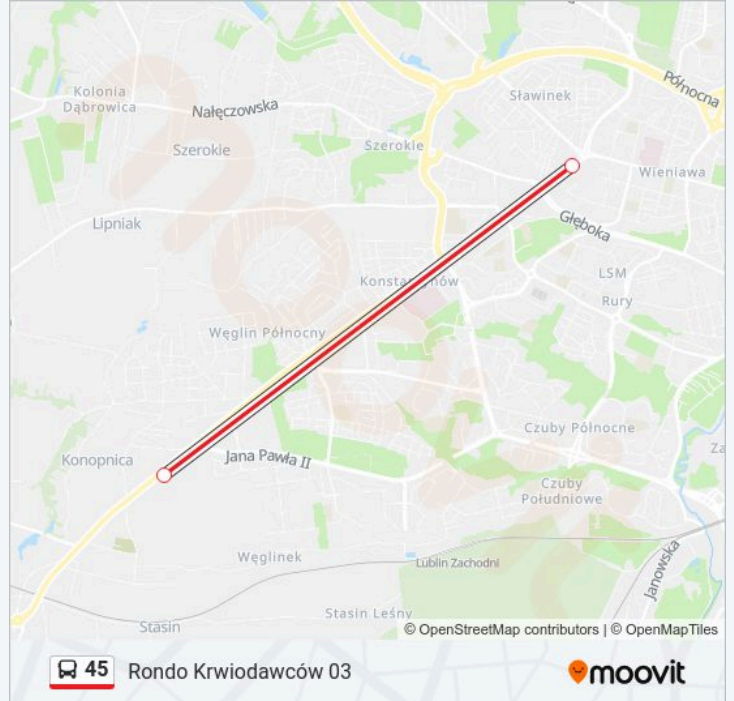 Kolonia
Dąbrowica
Nałęczowska
Sławinek
Północna
Szerokie
Szerokie
Wieniawa
Lipniak
Głęboka
LSM
Konstantynów
Rury
Węglin Północny
Czuby Północne
Konopnica
Jana Pawła II
Za
Czuby
Południowe
Węglinek
Lublin Zachodni
Janowska
Stasin Leśny
Stasin
© OpenStreetMap contributors | © OpenMapTiles
45 Rondo Krwiodawców 03
moovit